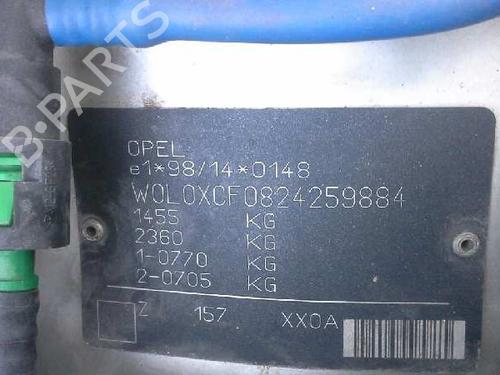 B-PARTS
OPEL
e1*98/14*0148
W0L0XCF0824259884
1455 KG
2360 KG
1-0770 KG
2-0705 KG
Z 157 XX0A